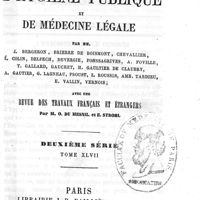 D'HYGIÈNE PUBLIQUE
ET
DE MÉDECINE LÉGALE
PAR MM.
J. BERGERON, BRIERRE DE BOISMONT, CHEVALLIER,
L. COLIN, DELPECH, DEVERGIE, FONSSAGRIVES, A. FOVILLE,
T. GALLARD, GAUCHET, H. GAULTIER DE CLAUBRY,
A. GAUTIER, G. LAGNEAU, PROUST, Z. ROUSSIN, AMB. TARDIEU,
E. VALLIN, VERNOIS;
AVEC UNE
REVUE DES TRAVAUX FRANÇAIS ET ÉTRANGERS
Par M. O. DU MESNIL et E. STROHL.
DEUXIÈME SÉRIE
TOME XLVII
PARIS
LIBRAIRIE J.-B.